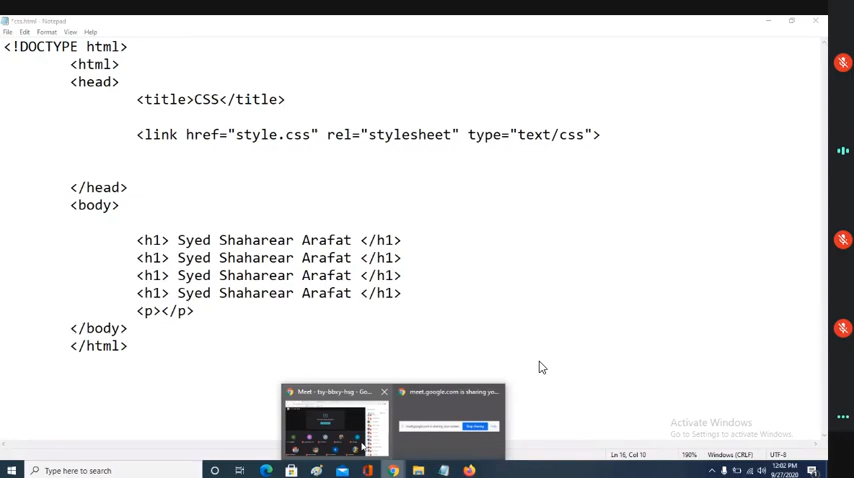 *css.html - Notepad
File Edit Format View Help
<!DOCTYPE html>
<html>
<head>
<title>CSS</title>
<link href="style.css" rel="stylesheet" type="text/css">
</head>
<body>
<h1> Syed Shaharear Arafat </h1>
<h1> Syed Shaharear Arafat </h1>
<h1> Syed Shaharear Arafat </h1>
<h1> Syed Shaharear Arafat </h1>
<p></p>
</body>
</html>
Meet - tsy-bbxy-hsg - Go...
meet.google.com is sharing yo...
Stop sharing
Activate Windows
Go to Settings to activate Windows.
Ln 16, Col 10 190% Windows (CRLF) UTF-8
Type here to search
12:02 PM
9/27/2020